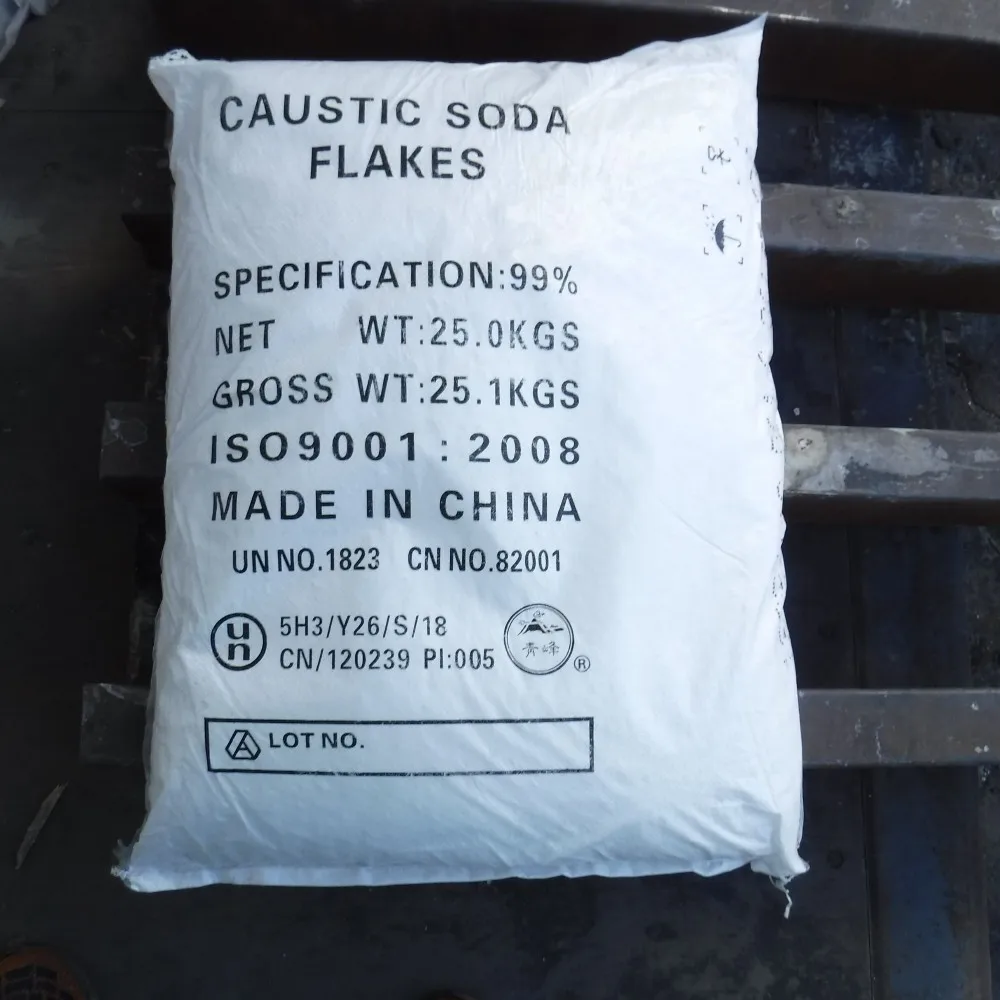 CAUSTIC SODA
FLAKES
SPECIFICATION:99%
NET WT:25.0KGS
GROSS WT:25.1KGS
ISO9001:2008
MADE IN CHINA
UN NO.1823 CN NO.82001
un
5H3/Y26/S/18
CN/120239 PI:005
青峰
®
LOT NO.